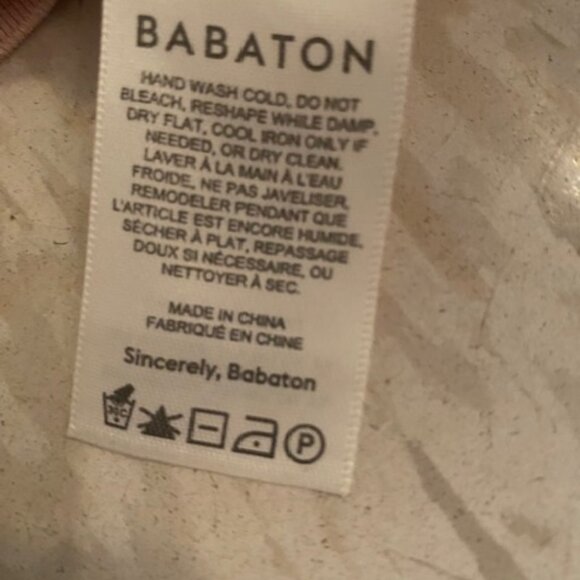 BABATON
HAND WASH COLD, DO NOT
BLEACH, RESHAPE WHILE DAMP,
DRY FLAT, COOL IRON ONLY IF
NEEDED, OR DRY CLEAN.
LAVER À LA MAIN À L'EAU
FROIDE, NE PAS JAVELISER,
REMODELER PENDANT QUE
L'ARTICLE EST ENCORE HUMIDE,
SÉCHER À PLAT, REPASSAGE
DOUX SI NÉCESSAIRE, OU
NETTOYER À SEC.
MADE IN CHINA
FABRIQUÉ EN CHINE
Sincerely, Babaton
30C P